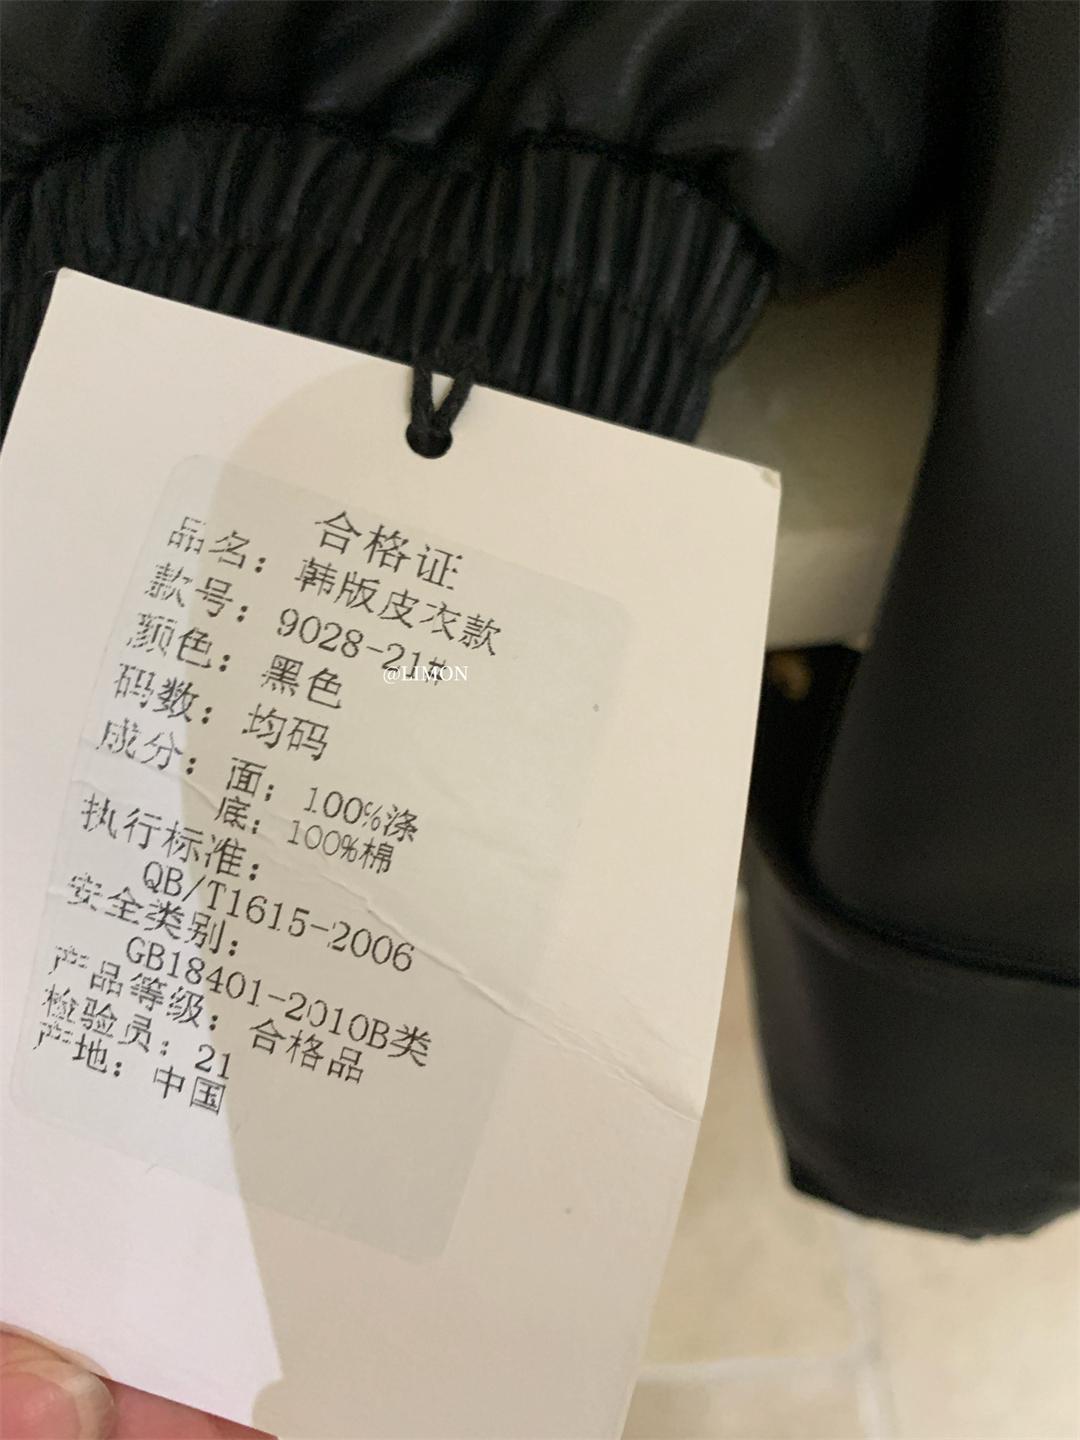 合格证
品名：韩版皮衣款
款号：9028-21#
@LIMON
颜色：黑色
码数：均码
成分：面；100%涤
底：100%棉
执行标准：
QB/T1615-2006
安全类别：
GB18401-2010B类
产品等级：合格品
检验员：21
产地：中国